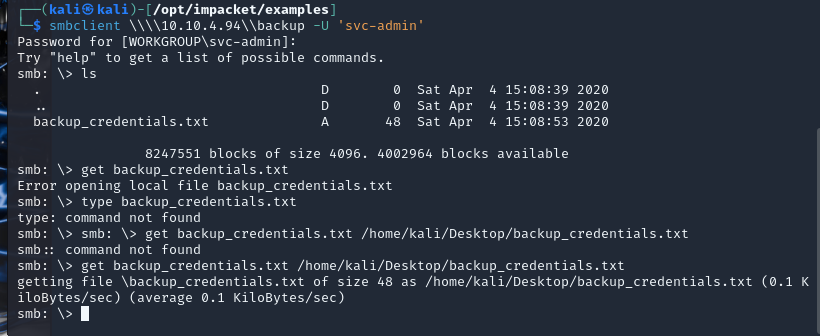 ┌──(kali㉿kali)-[/opt/impacket/examples]
└─$ smbclient \\\\10.10.4.94\\backup -U 'svc-admin'
Password for [WORKGROUP\svc-admin]:
Try "help" to get a list of possible commands.
smb: \> ls
  .                                   D        0  Sat Apr  4 15:08:39 2020
  ..                                  D        0  Sat Apr  4 15:08:39 2020
  backup_credentials.txt              A       48  Sat Apr  4 15:08:53 2020
                8247551 blocks of size 4096. 4002964 blocks available
smb: \> get backup_credentials.txt
Error opening local file backup_credentials.txt
smb: \> type backup_credentials.txt
type: command not found
smb: \> smb: \> get backup_credentials.txt /home/kali/Desktop/backup_credentials.txt
smb:: command not found
smb: \> get backup_credentials.txt /home/kali/Desktop/backup_credentials.txt
getting file \backup_credentials.txt of size 48 as /home/kali/Desktop/backup_credentials.txt (0.1 K
iloBytes/sec) (average 0.1 KiloBytes/sec)
smb: \>